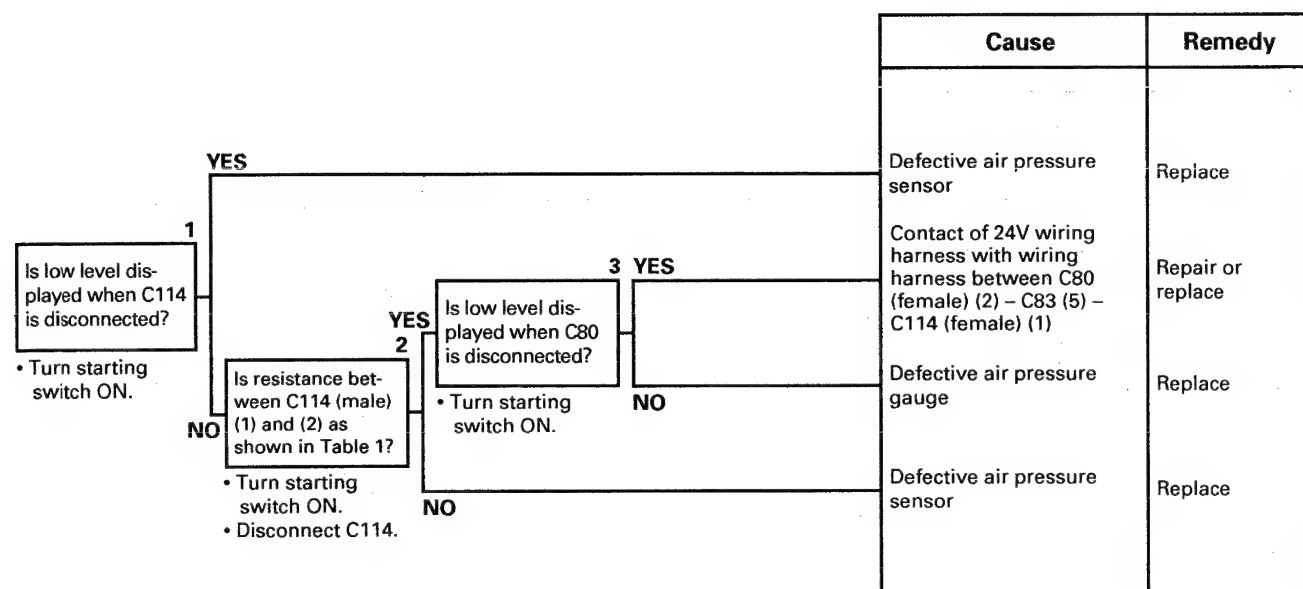 Cause
Remedy
YES
Defective air pressure
sensor
Replace
1
Is low level dis-
played when C114
is disconnected?
• Turn starting
switch ON.
Contact of 24V wiring
harness with wiring
harness between C80
(female) (2) – C83 (5) –
C114 (female) (1)
Repair or
replace
3 YES
Is low level dis-
played when C80
is disconnected?
• Turn starting
switch ON.
YES
2
Is resistance bet-
ween C114 (male)
(1) and (2) as
shown in Table 1?
• Turn starting
switch ON.
• Disconnect C114.
NO
Defective air pressure
gauge
Replace
NO
NO
Defective air pressure
sensor
Replace